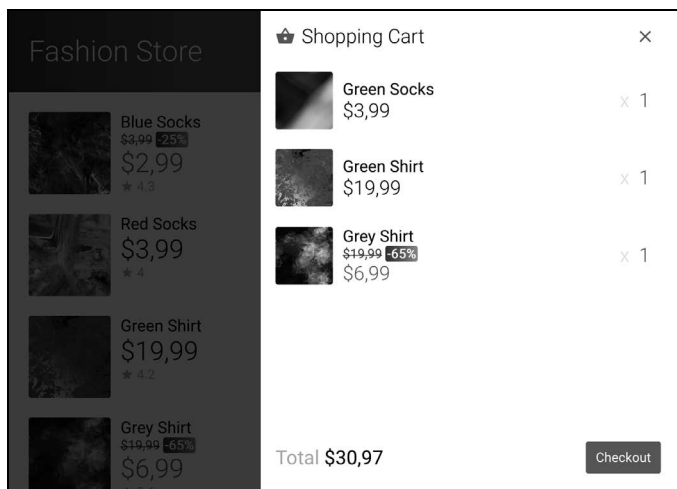 Fashion Store
Blue Socks
$3,99 -25%
$2,99
★ 4.3
Red Socks
$3,99
★ 4
Green Shirt
$19,99
★ 4.2
Grey Shirt
$19,99 -65%
$6,99
Shopping Cart
Green Socks
$3,99
x 1
Green Shirt
$19,99
x 1
Grey Shirt
$19,99 -65%
$6,99
x 1
Total $30,97
Checkout